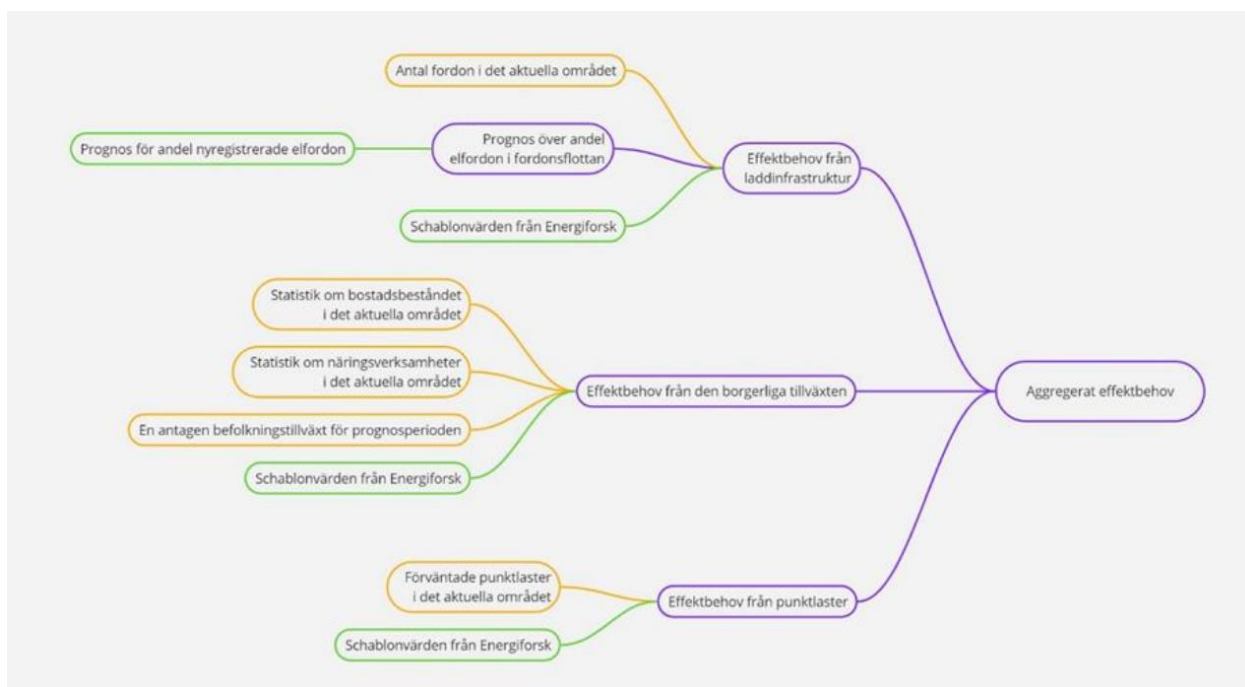 Antal fordon i det aktuella området
Prognos för andel nyregistrerade elfordon
Prognos över andel
elfordon i fordonsflottan
Effektbehov från
laddinfrastruktur
Schablonvärden från Energiforsk
Statistik om bostadsbeståndet
i det aktuella området
Statistik om näringsverksamheter
i det aktuella området
Effektbehov från den borgerliga tillväxten
Aggregerat effektbehov
En antagen befolkningstillväxt för prognosperioden
Schablonvärden från Energiforsk
Förväntade punktlaster
i det aktuella området
Effektbehov från punktlaster
Schablonvärden från Energiforsk